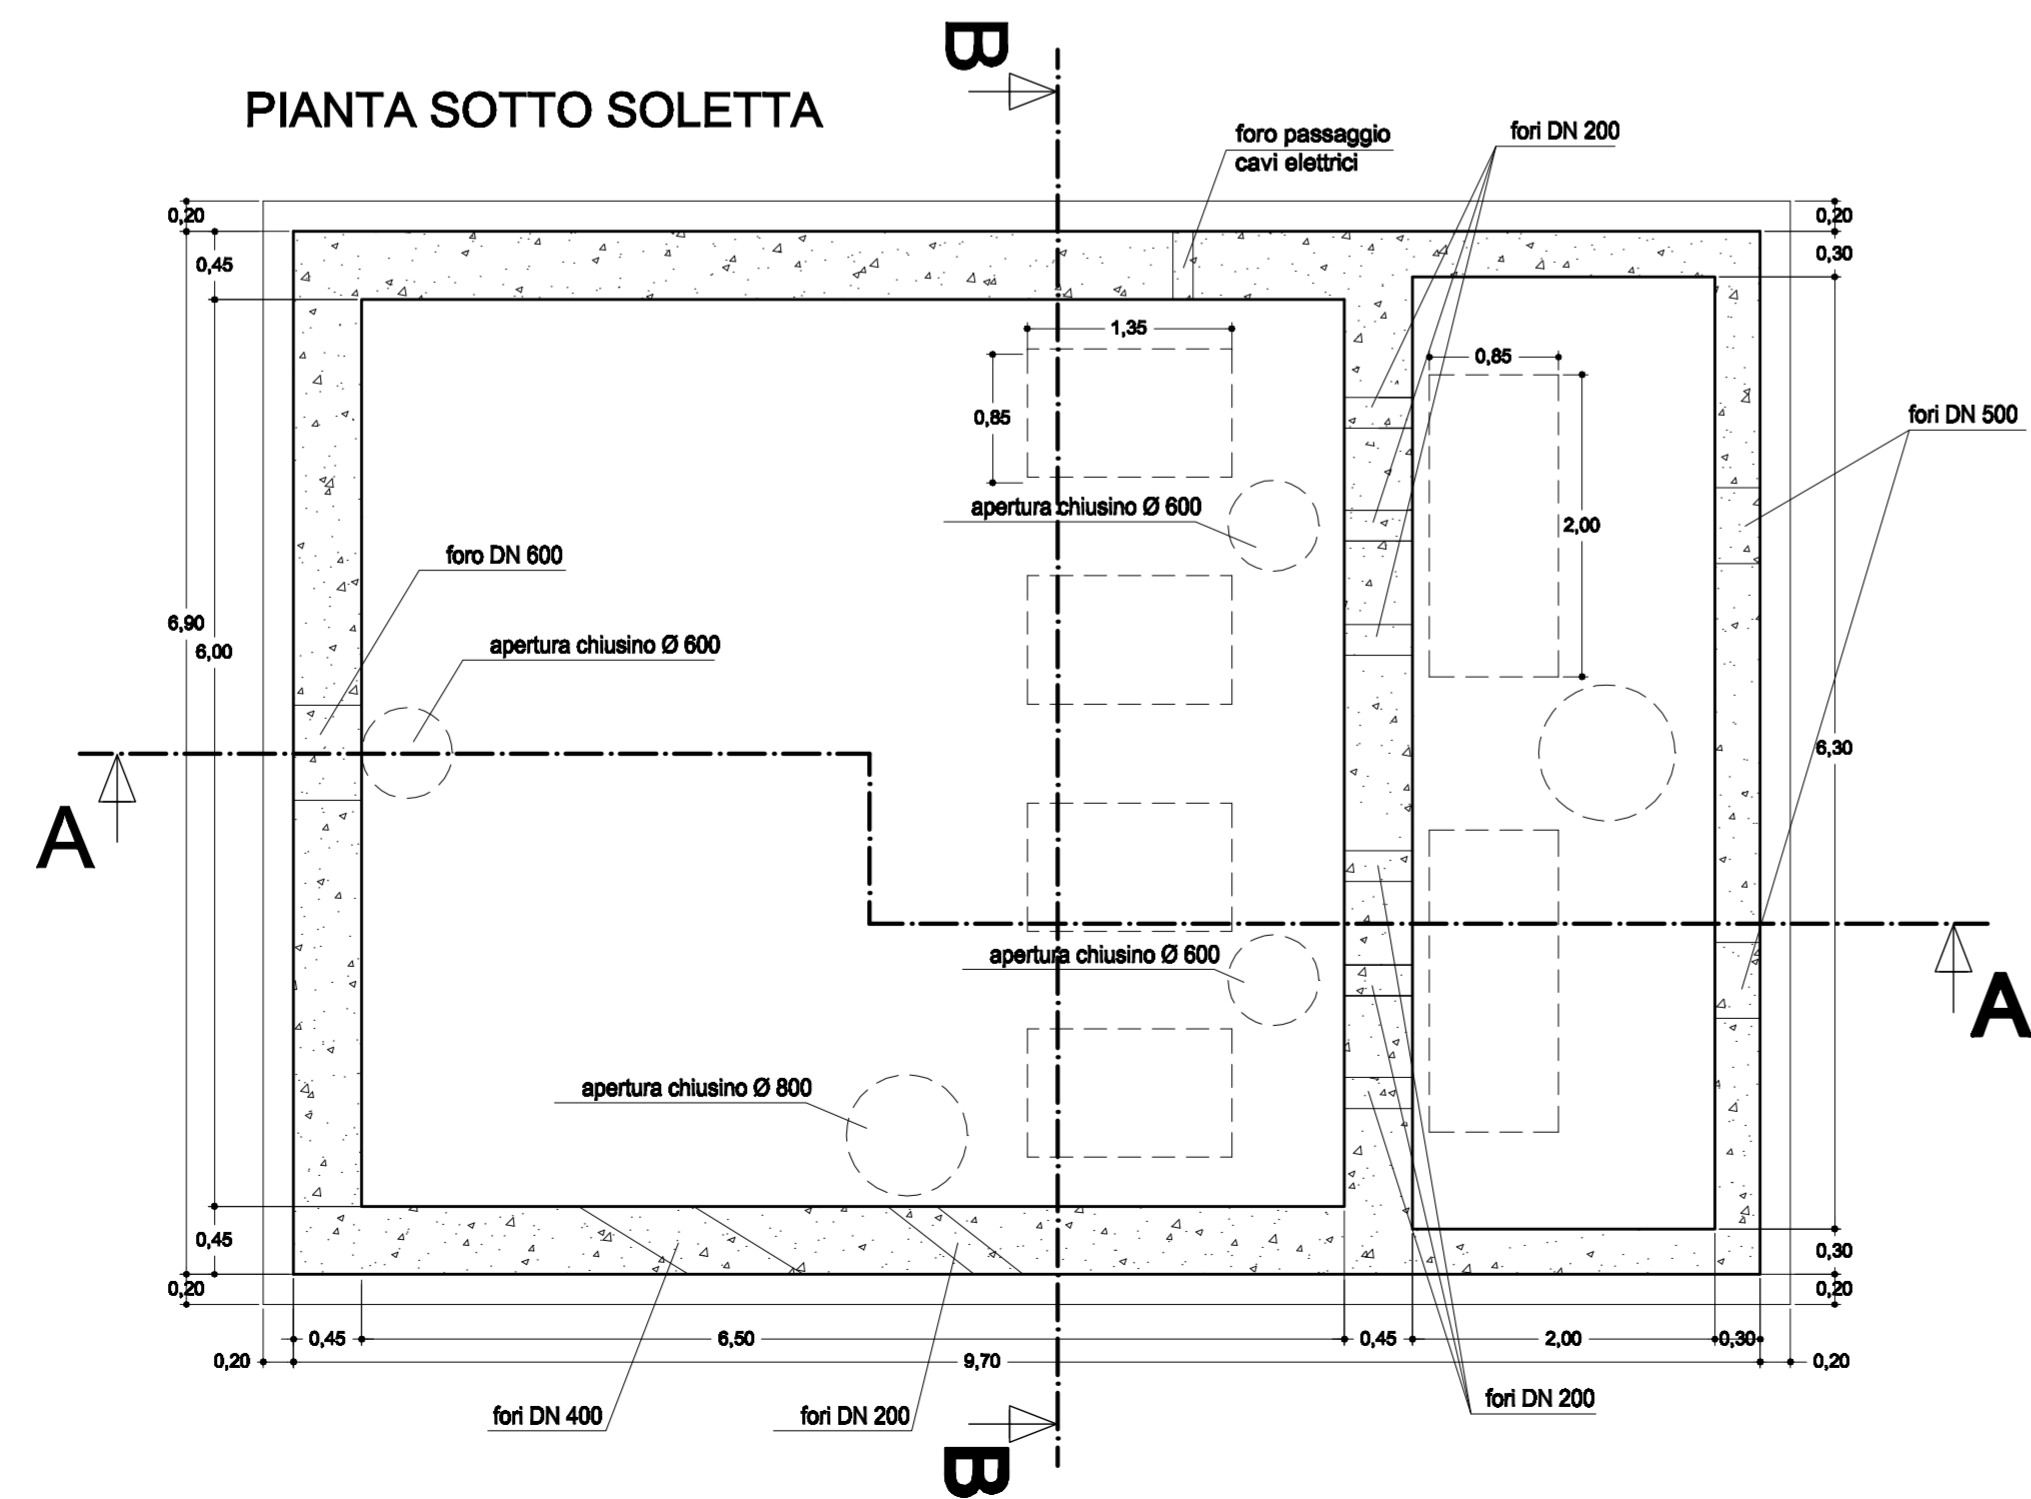 B
PIANTA SOTTO SOLETTA
foro passaggio
cavi elettrici
fori DN 200
0,20
0,20
0,45
0,30
1,35
0,85
0,85
fori DN 500
apertura chiusino Ø 600
2,00
foro DN 600
6,90
6,00
apertura chiusino Ø 600
6,30
A
apertura chiusino Ø 600
A
apertura chiusino Ø 800
0,45
0,30
0,20
0,20
0,45
6,50
0,45
2,00
0,30
0,20
9,70
0,20
fori DN 400
fori DN 200
fori DN 200
B